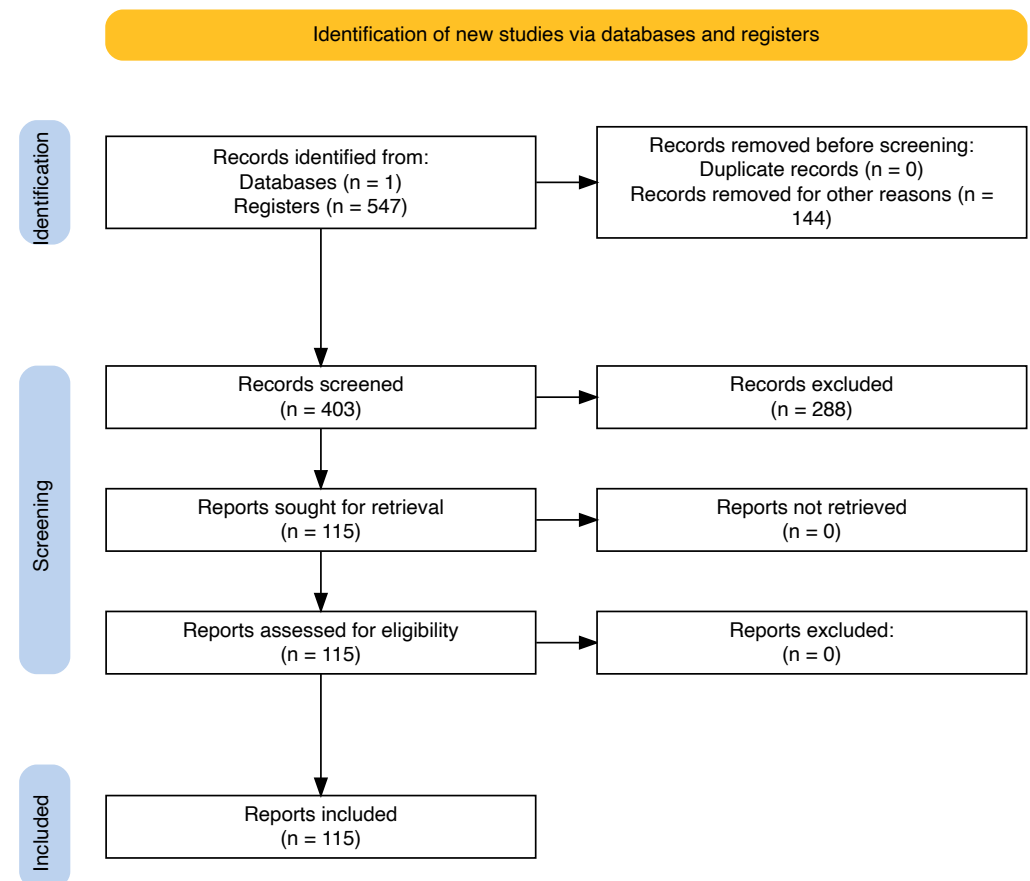 Identification of new studies via databases and registers
Identification
Records identified from:
Databases (n = 1)
Registers (n = 547)
Records removed before screening:
Duplicate records (n = 0)
Records removed for other reasons (n =
144)
Screening
Records screened
(n = 403)
Records excluded
(n = 288)
Reports sought for retrieval
(n = 115)
Reports not retrieved
(n = 0)
Reports assessed for eligibility
(n = 115)
Reports excluded:
(n = 0)
Included
Reports included
(n = 115)